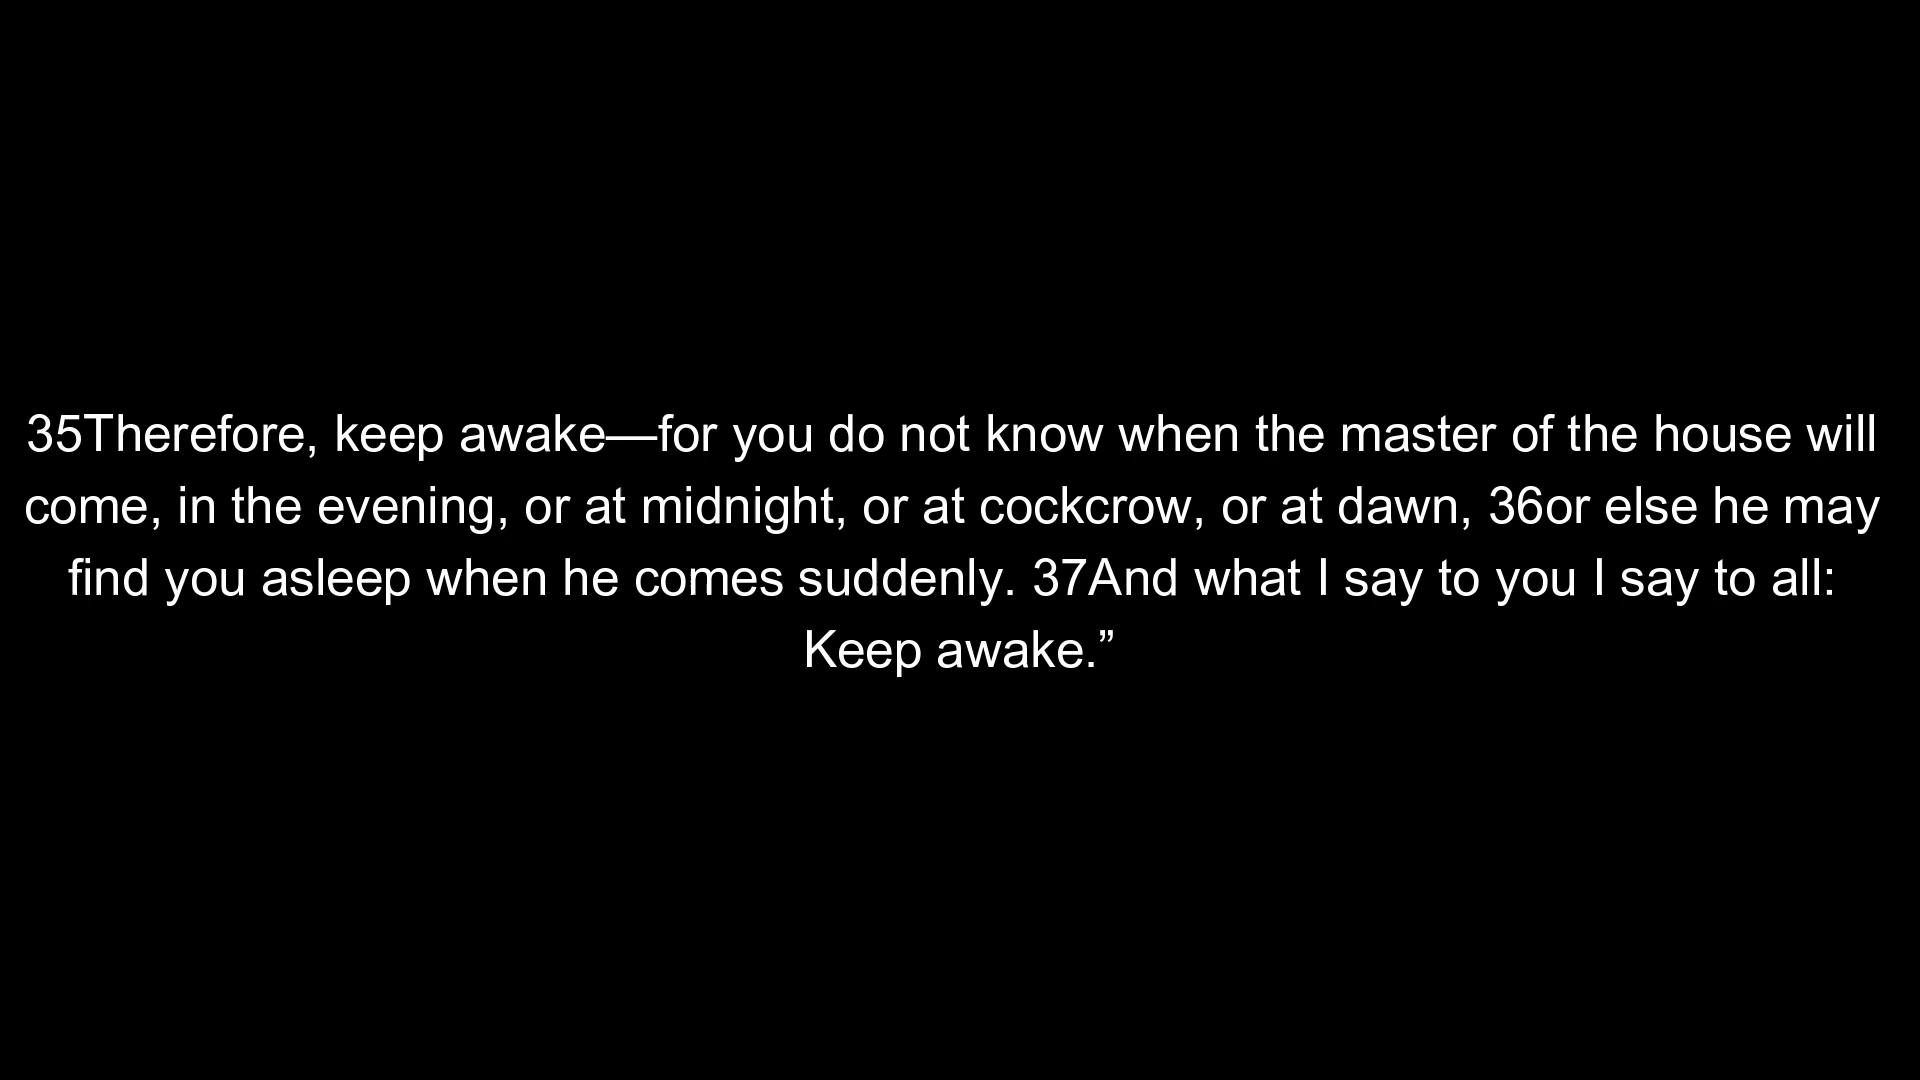 35Therefore, keep awake—for you do not know when the master of the house will
come, in the evening, or at midnight, or at cockcrow, or at dawn, 36or else he may
find you asleep when he comes suddenly. 37And what I say to you I say to all:
Keep awake.”